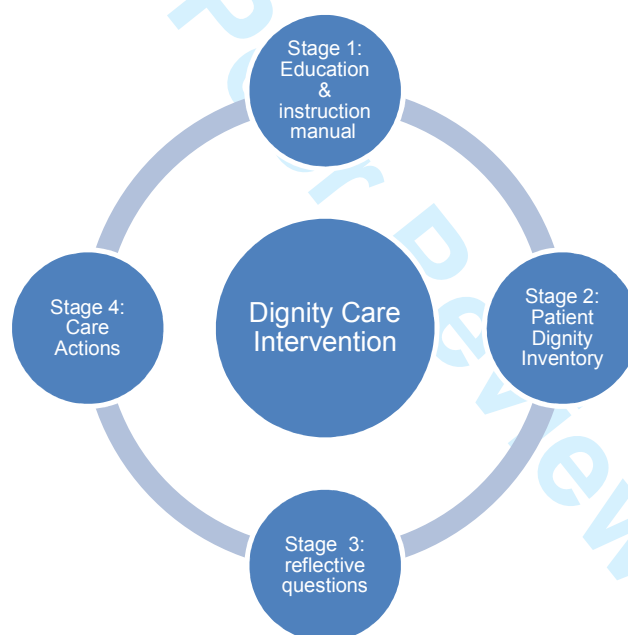 Stage 1:
Education
&
instruction
manual
Dignity Care
Intervention
Stage 2:
Patient
Dignity
Inventory
Stage 4:
Care
Actions
Stage  3:
reflective
questions